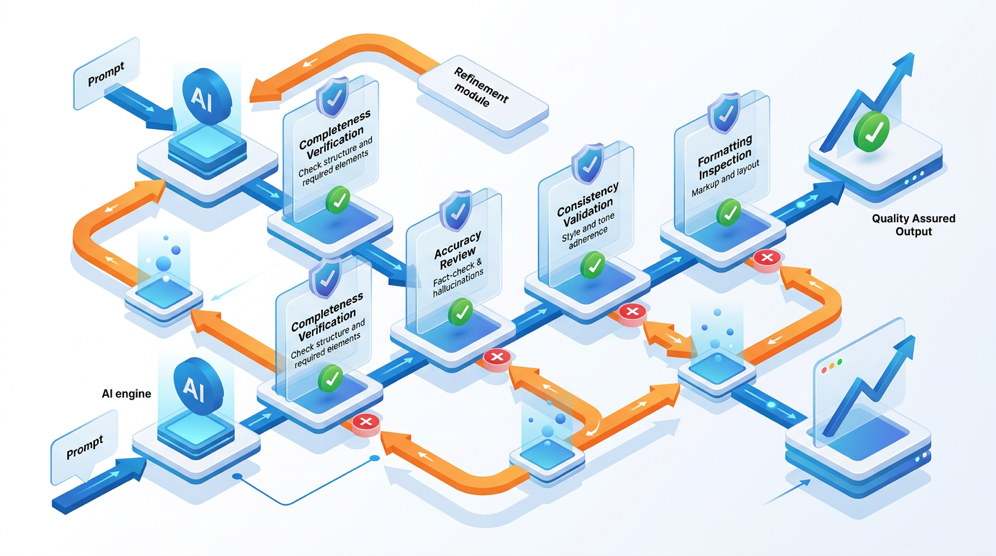 Prompt
AI
Refinement
module
Completeness
Verification
Check structure and
required elements
Formatting
Inspection
Markup and layout
Consistency
Validation
Style and tone
adherence
Accuracy
Review
Fact-check &
hallucinations
Quality Assured
Output
Completeness
Verification
Check structure and
required elements
AI engine
AI
Prompt